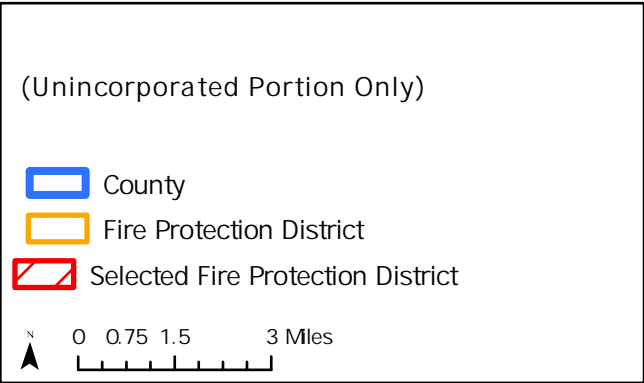 (Unincorporated Portion Only)
County
Fire Protection District
Selected Fire Protection District
N
0 0.75 1.5 3 Miles